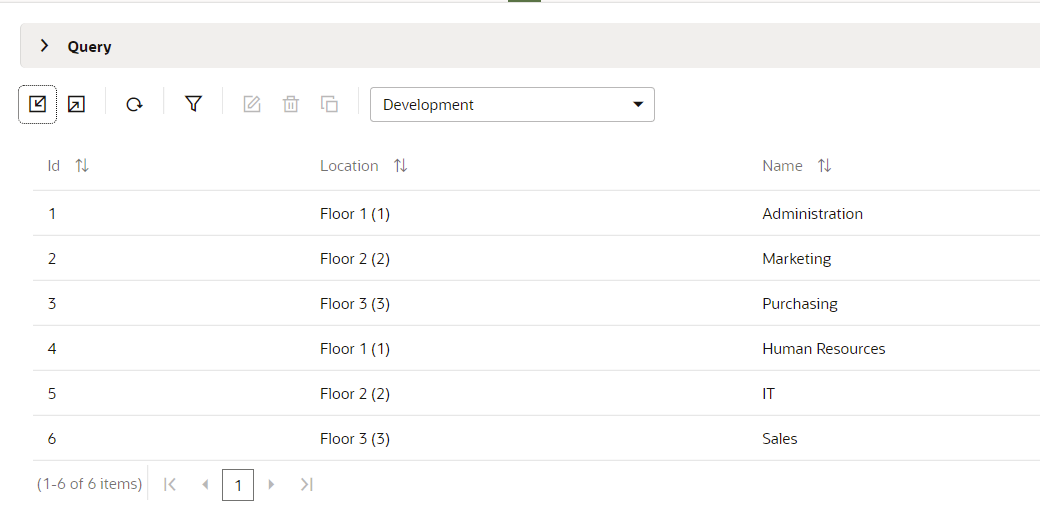 Query
Development
Id Location Name
1 Floor 1 (1) Administration
2 Floor 2 (2) Marketing
3 Floor 3 (3) Purchasing
4 Floor 1 (1) Human Resources
5 Floor 2 (2) IT
6 Floor 3 (3) Sales
(1-6 of 6 items) 1